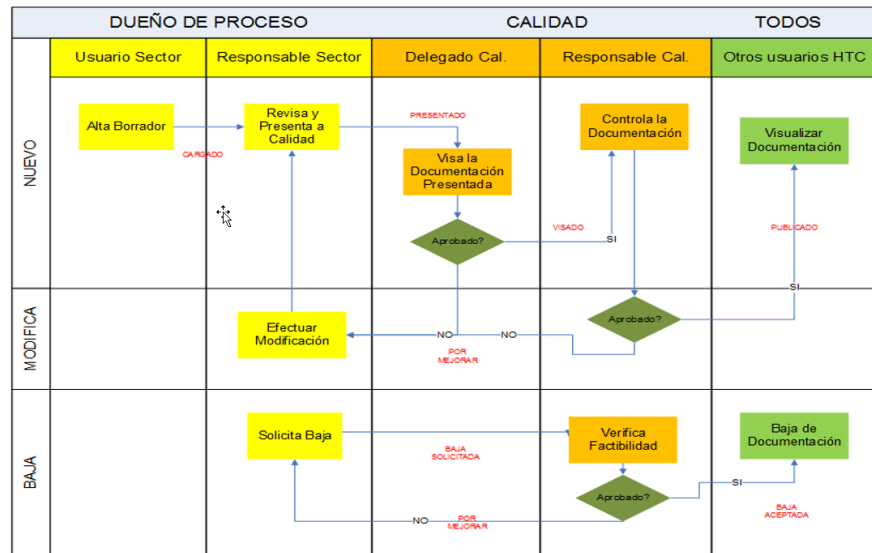 DUEÑO DE PROCESO
CALIDAD
TODOS
Usuario Sector
Responsable Sector
Delegado Cal.
Responsable Cal.
Otros usuarios HTC
NUEVO
Alta Borrador
CARGADO
Revisa y
Presenta a
Calidad
PRESENTADO
Visa la
Documentación
Presentada
Aprobado?
VISADO
SI
Controla la
Documentación
Visualizar
Documentación
PUBLICADO
SI
MODIFICA
Efectuar
Modificación
NO
NO
POR
MEJORAR
Aprobado?
BAJA
Solicita Baja
BAJA
SOLICITADA
Verifica
Factibilidad
Aprobado?
NO
POR
MEJORAR
SI
Baja de
Documentación
BAJA
ACEPTADA